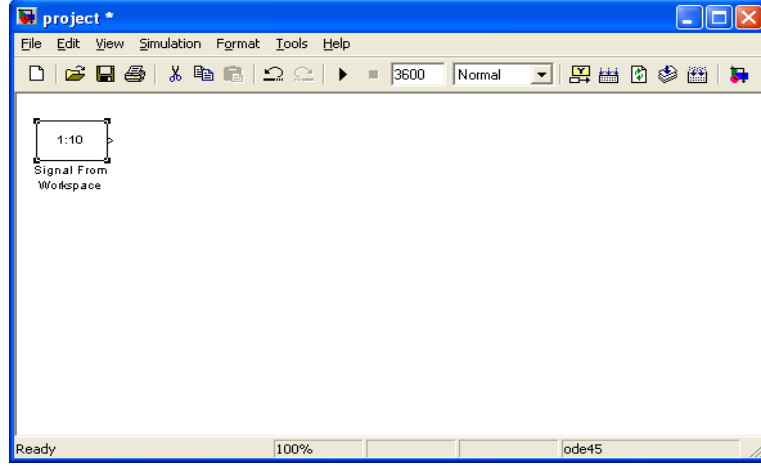 project *
File Edit View Simulation Format Tools Help
3600 Normal
1:10
Signal From
Workspace
Ready 100% ode45